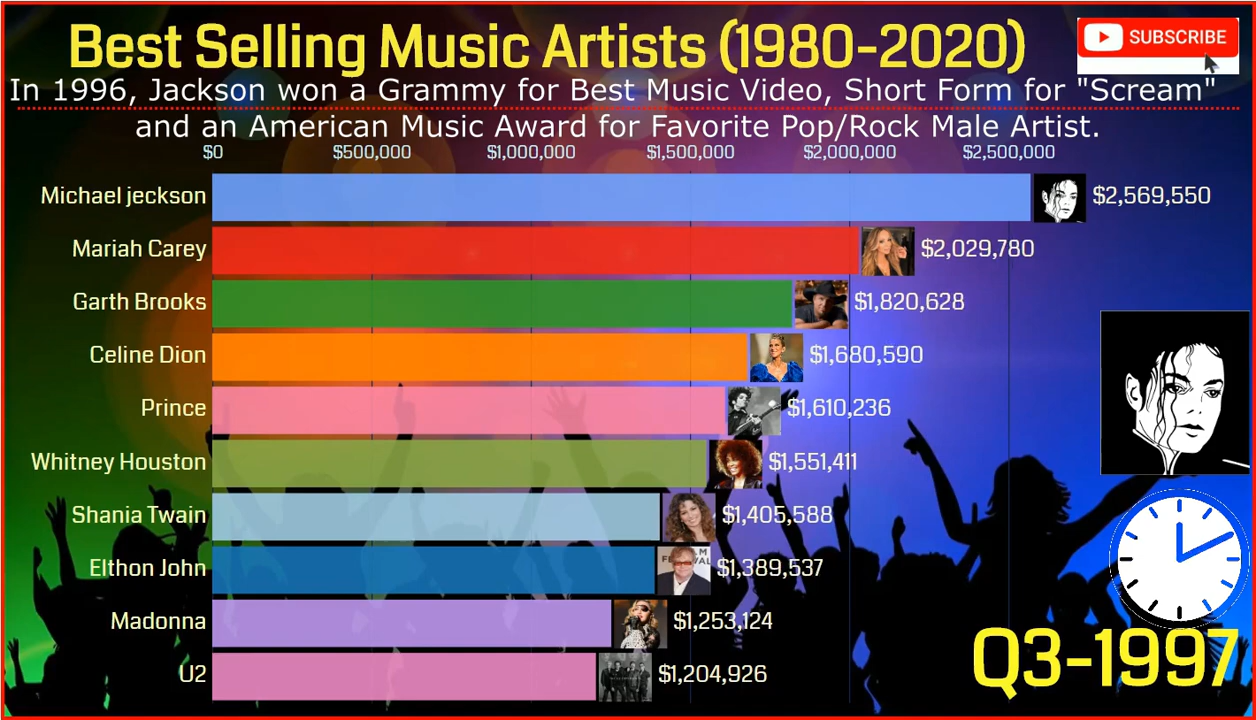 Best Selling Music Artists (1980-2020)
SUBSCRIBE
In 1996, Jackson won a Grammy for Best Music Video, Short Form for "Scream"
and an American Music Award for Favorite Pop/Rock Male Artist.
$0 $500,000 $1,000,000 $1,500,000 $2,000,000 $2,500,000
Michael jeckson $2,569,550
Mariah Carey $2,029,780
Garth Brooks $1,820,628
Celine Dion $1,680,590
Prince $1,610,236
Whitney Houston $1,551,411
Shania Twain $1,405,588
Elthon John $1,389,537
Madonna $1,253,124
U2 $1,204,926
Q3-1997